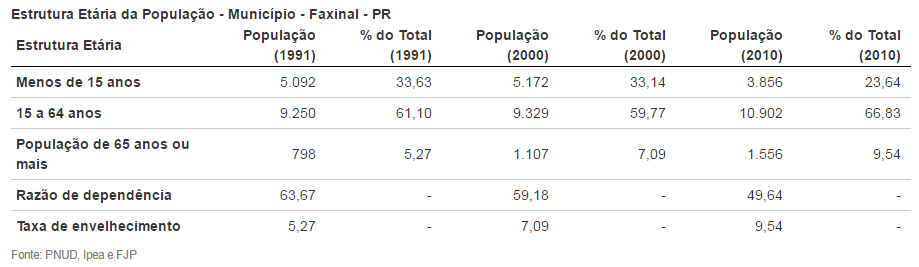 Estrutura Etária da População - Município - Faxinal - PR
Estrutura Etária População (1991) % do Total (1991) População (2000) % do Total (2000) População (2010) % do Total (2010)
Menos de 15 anos 5.092 33,63 5.172 33,14 3.856 23,64
15 a 64 anos 9.250 61,10 9.329 59,77 10.902 66,83
População de 65 anos ou mais 798 5,27 1.107 7,09 1.556 9,54
Razão de dependência 63,67 - 59,18 - 49,64 -
Taxa de envelhecimento 5,27 - 7,09 - 9,54 -
Fonte: PNUD, Ipea e FJP